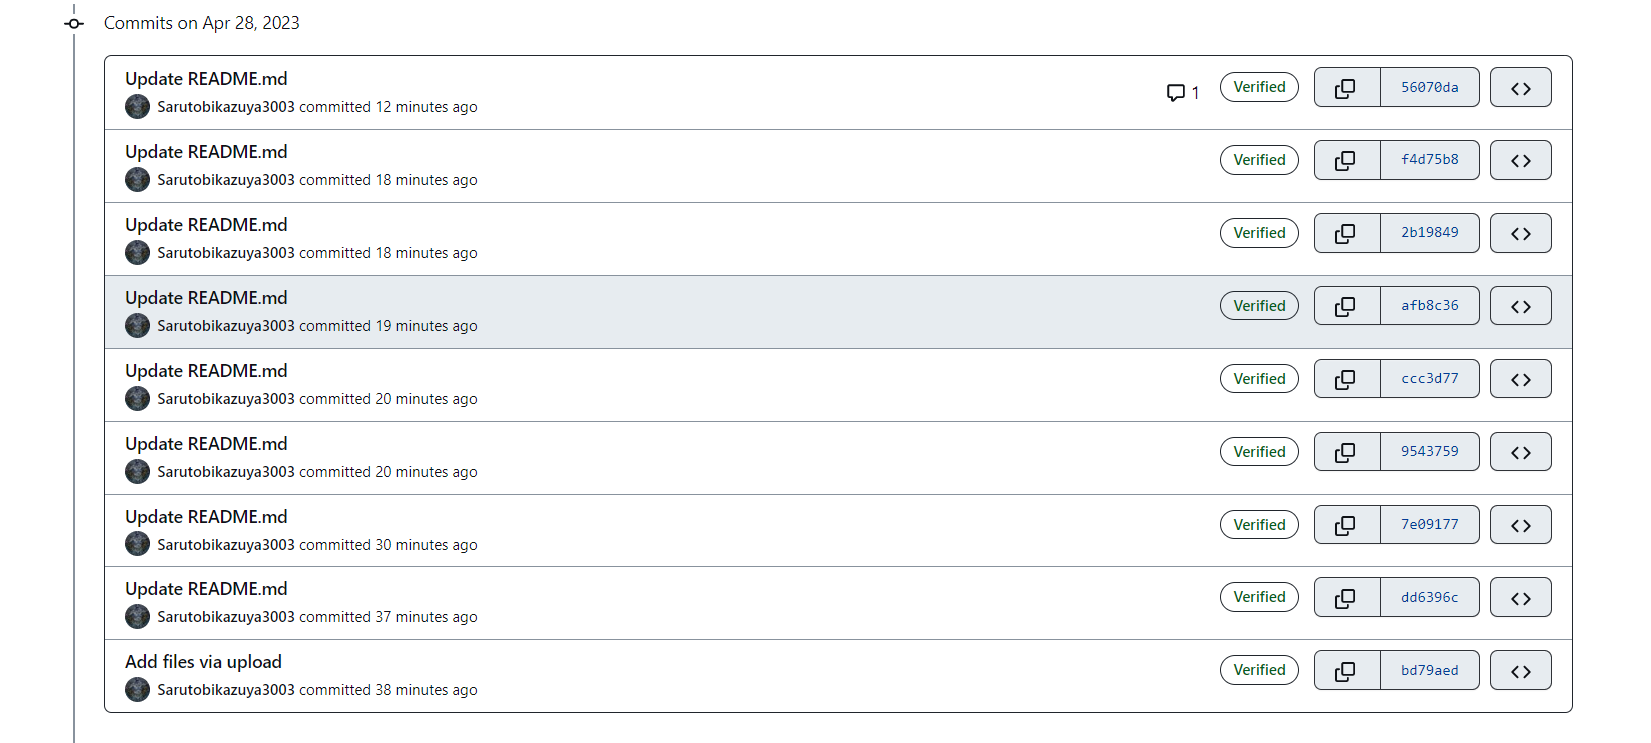 Commits on Apr 28, 2023
Update README.md
Sarutobikazuya3003 committed 12 minutes ago
1 Verified 56070da
Update README.md
Sarutobikazuya3003 committed 18 minutes ago
Verified f4d75b8
Update README.md
Sarutobikazuya3003 committed 18 minutes ago
Verified 2b19849
Update README.md
Sarutobikazuya3003 committed 19 minutes ago
Verified afb8c36
Update README.md
Sarutobikazuya3003 committed 20 minutes ago
Verified ccc3d77
Update README.md
Sarutobikazuya3003 committed 20 minutes ago
Verified 9543759
Update README.md
Sarutobikazuya3003 committed 30 minutes ago
Verified 7e09177
Update README.md
Sarutobikazuya3003 committed 37 minutes ago
Verified dd6396c
Add files via upload
Sarutobikazuya3003 committed 38 minutes ago
Verified bd79aed